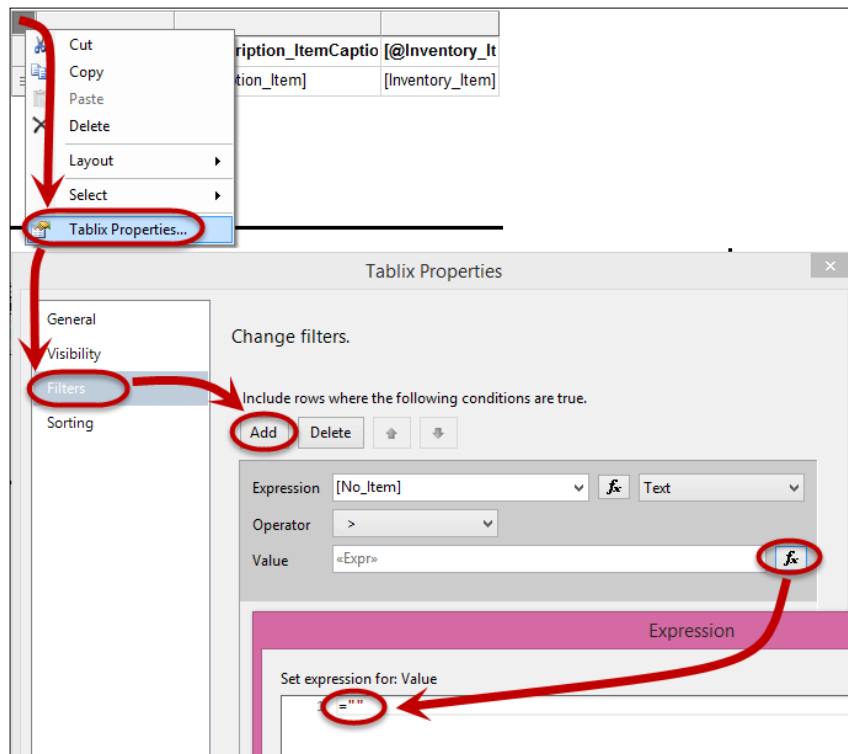 Cut
ription_ItemCaptio [@Inventory_It
Copy
tion_Item] [Inventory_Item]
Paste
Delete
Layout
Select
Tablix Properties...
Tablix Properties
General
Visibility
Filters
Sorting
Change filters.
Include rows where the following conditions are true.
Add Delete
Expression [No_Item] fx Text
Operator >
Value «Expr» fx
Expression
Set expression for: Value
1 =""